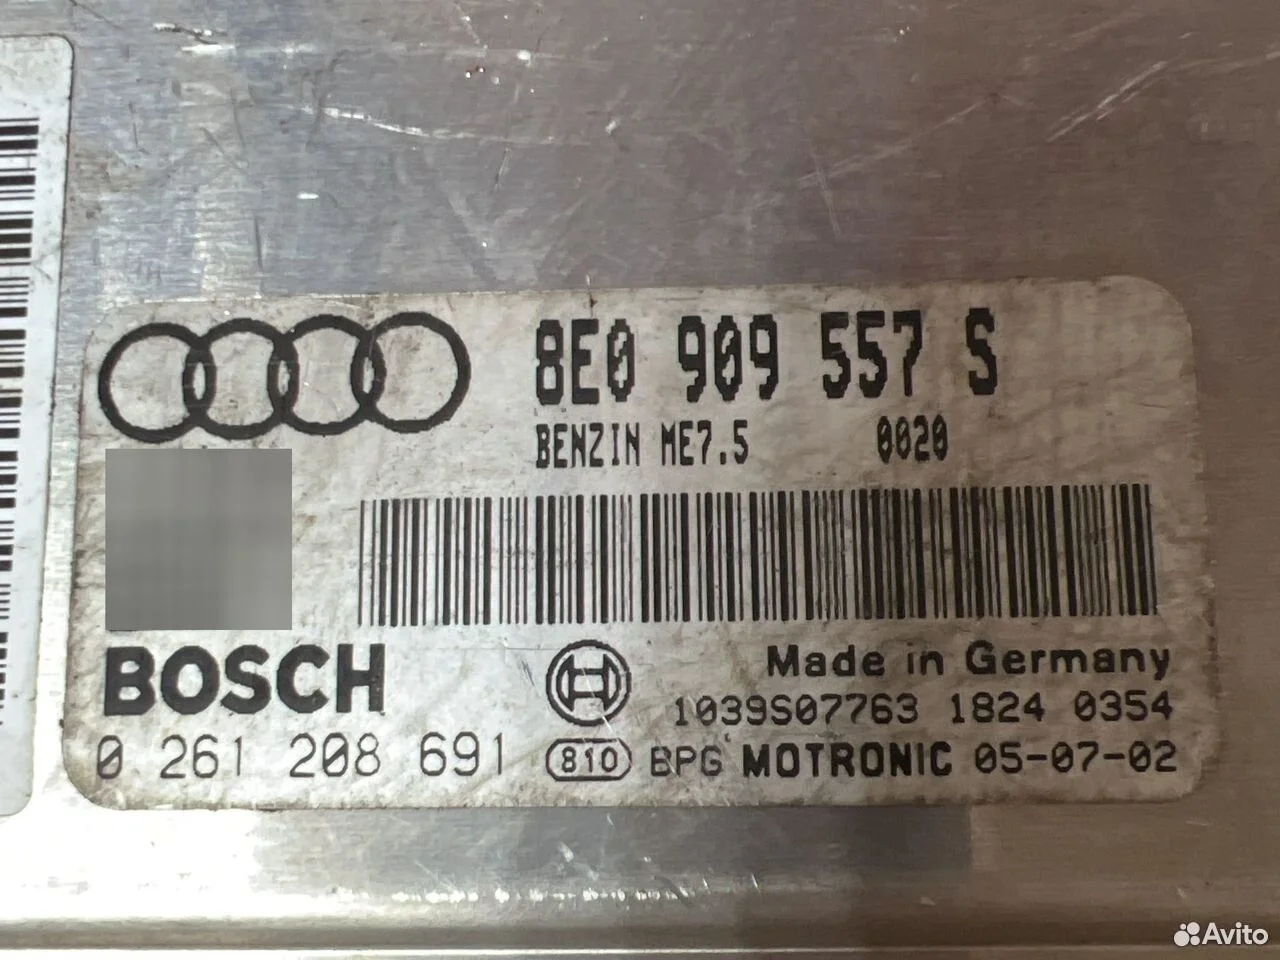 8E0 909 557 S
BENZIN ME7.5 0020
BOSCH
Made in Germany
1039S07763 1824 0354
0 261 208 691 810 BPG MOTRONIC 05-07-02
Avito